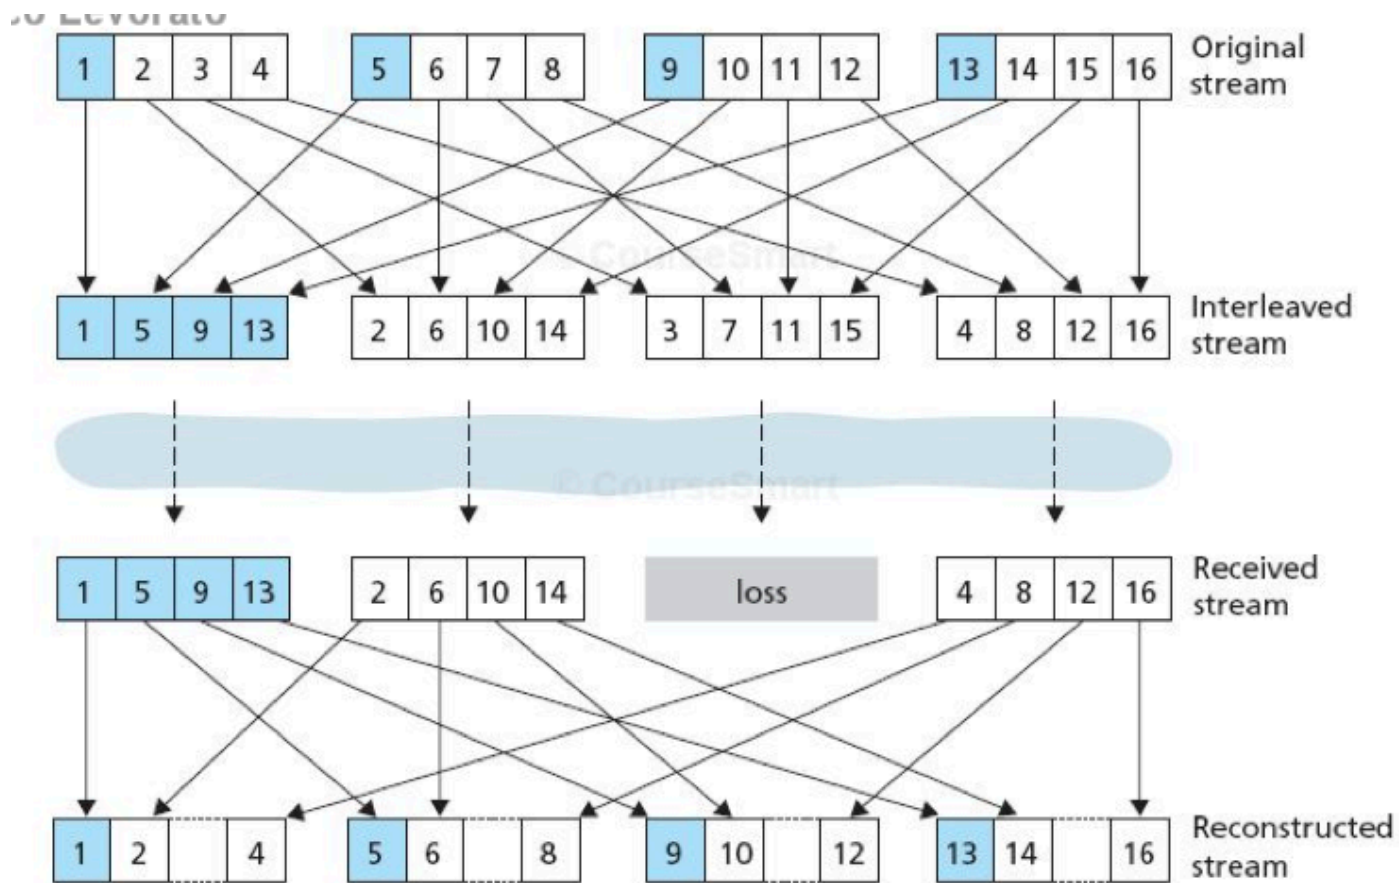 1 2 3 4 5 6 7 8 9 10 11 12 13 14 15 16 Original
stream
© CourseSmart
1 5 9 13 2 6 10 14 3 7 11 15 4 8 12 16 Interleaved
stream
© CourseSmart
1 5 9 13 2 6 10 14 loss 4 8 12 16 Received
stream
1 2 4 5 6 8 9 10 12 13 14 16 Reconstructed
stream